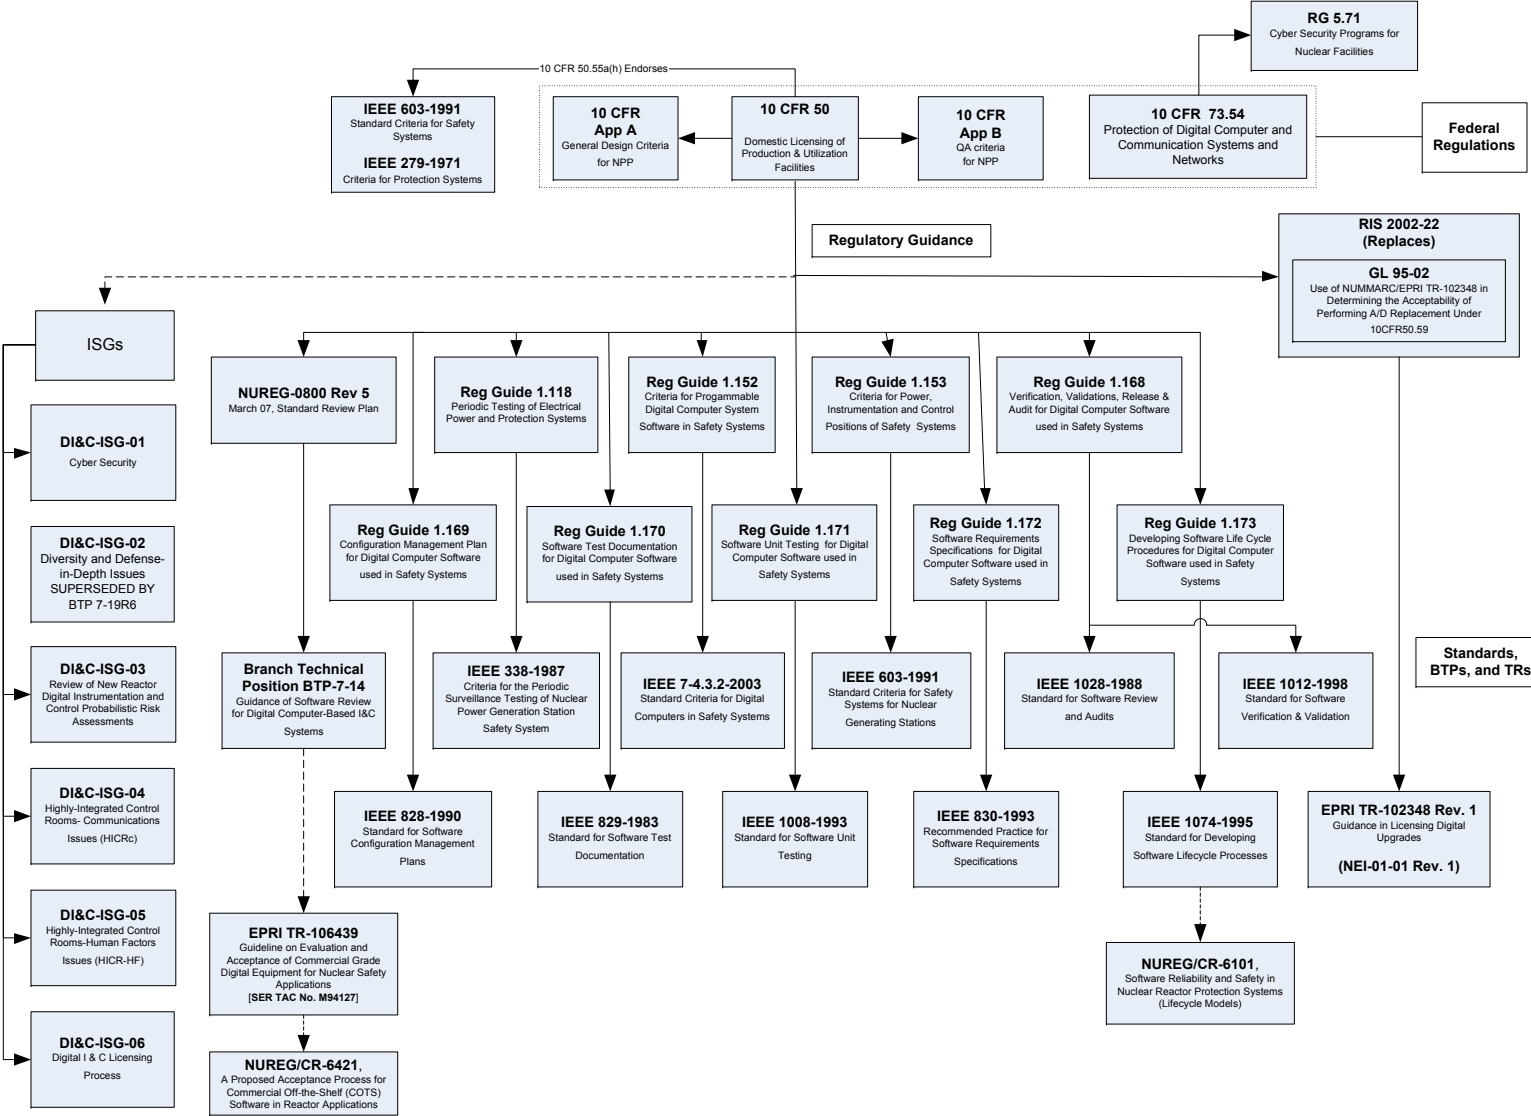 RG 5.71
Cyber Security Programs for
Nuclear Facilities
10 CFR 50.55a(h) Endorses
IEEE 603-1991
Standard Criteria for Safety
Systems
IEEE 279-1971
Criteria for Protection Systems
10 CFR
App A
General Design Criteria
for NPP
10 CFR 50
Domestic Licensing of
Production & Utilization
Facilities
10 CFR
App B
QA criteria
for NPP
10 CFR 73.54
Protection of Digital Computer and
Communication Systems and
Networks
Federal
Regulations
Regulatory Guidance
RIS 2002-22
(Replaces)
GL 95-02
Use of NUMMARC/EPRI TR-102348 in
Determining the Acceptability of
Performing A/D Replacement Under
10CFR50.59
ISGs
DI&C-ISG-01
Cyber Security
DI&C-ISG-02
Diversity and Defense-
in-Depth Issues
SUPERSEDED BY
BTP 7-19R6
DI&C-ISG-03
Review of New Reactor
Digital Instrumentation and
Control Probabilistic Risk
Assessments
DI&C-ISG-04
Highly-Integrated Control
Rooms- Communications
Issues (HICRc)
DI&C-ISG-05
Highly-Integrated Control
Rooms-Human Factors
Issues (HICR-HF)
DI&C-ISG-06
Digital I & C Licensing
Process
NUREG-0800 Rev 5
March 07, Standard Review Plan
Reg Guide 1.118
Periodic Testing of Electrical
Power and Protection Systems
Reg Guide 1.152
Criteria for Progammable
Digital Computer System
Software in Safety Systems
Reg Guide 1.153
Criteria for Power,
Instrumentation and Control
Positions of Safety Systems
Reg Guide 1.168
Verification, Validations, Release &
Audit for Digital Computer Software
used in Safety Systems
Reg Guide 1.169
Configuration Management Plan
for Digital Computer Software
used in Safety Systems
Reg Guide 1.170
Software Test Documentation
for Digital Computer Software
used in Safety Systems
Reg Guide 1.171
Software Unit Testing for Digital
Computer Software used in
Safety Systems
Reg Guide 1.172
Software Requirements
Specifications for Digital
Computer Software used in
Safety Systems
Reg Guide 1.173
Developing Software Life Cycle
Procedures for Digital Computer
Software used in Safety
Systems
Standards,
BTPs, and TRs
Branch Technical
Position BTP-7-14
Guidance of Software Review
for Digital Computer-Based I&C
Systems
IEEE 338-1987
Criteria for the Periodic
Surveillance Testing of Nuclear
Power Generation Station
Safety System
IEEE 7-4.3.2-2003
Standard Criteria for Digital
Computers in Safety Systems
IEEE 603-1991
Standard Criteria for Safety
Systems for Nuclear
Generating Stations
IEEE 1028-1988
Standard for Software Review
and Audits
IEEE 1012-1998
Standard for Software
Verification & Validation
IEEE 828-1990
Standard for Software
Configuration Management
Plans
IEEE 829-1983
Standard for Software Test
Documentation
IEEE 1008-1993
Standard for Software Unit
Testing
IEEE 830-1993
Recommended Practice for
Software Requirements
Specifications
IEEE 1074-1995
Standard for Developing
Software Lifecycle Processes
EPRI TR-102348 Rev. 1
Guidance in Licensing Digital
Upgrades
(NEI-01-01 Rev. 1)
EPRI TR-106439
Guideline on Evaluation and
Acceptance of Commercial Grade
Digital Equipment for Nuclear Safety
Applications
[SER TAC No. M94127]
NUREG/CR-6101,
Software Reliability and Safety in
Nuclear Reactor Protection Systems
(Lifecycle Models)
NUREG/CR-6421,
A Proposed Acceptance Process for
Commercial Off-the-Shelf (COTS)
Software in Reactor Applications